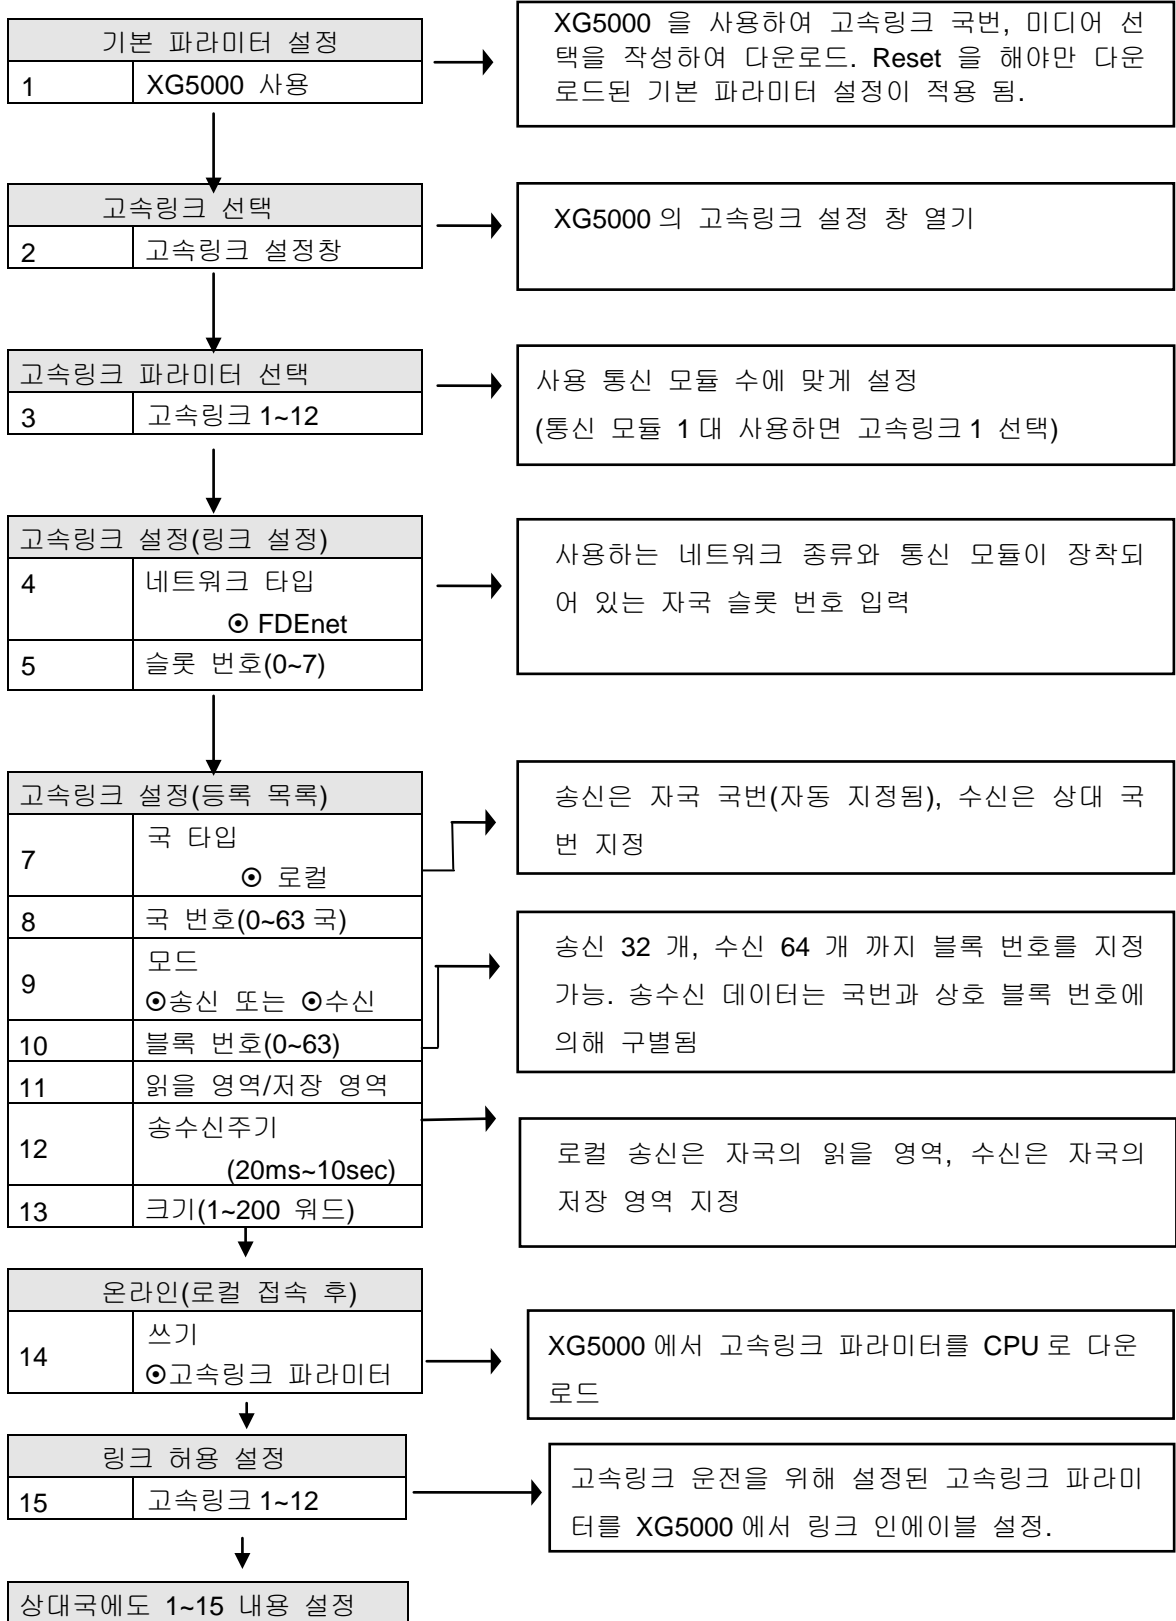 기본 파라미터 설정
1 XG5000 사용
XG5000 을 사용하여 고속링크 국번, 미디어 선
택을 작성하여 다운로드. Reset 을 해야만 다운
로드된 기본 파라미터 설정이 적용 됨.
고속링크 선택
2 고속링크 설정창
XG5000 의 고속링크 설정 창 열기
고속링크 파라미터 선택
3 고속링크 1~12
사용 통신 모듈 수에 맞게 설정
(통신 모듈 1 대 사용하면 고속링크 1 선택)
고속링크 설정(링크 설정)
4 네트워크 타입
⊙ FDEnet
5 슬롯 번호(0~7)
사용하는 네트워크 종류와 통신 모듈이 장착되
어 있는 자국 슬롯 번호 입력
고속링크 설정(등록 목록)
7 국 타입
⊙ 로컬
8 국 번호(0~63 국)
9 모드
⊙송신 또는 ⊙수신
10 블록 번호(0~63)
11 읽을 영역/저장 영역
12 송수신주기
(20ms~10sec)
13 크기(1~200 워드)
송신은 자국 국번(자동 지정됨), 수신은 상대 국
번 지정
송신 32 개, 수신 64 개 까지 블록 번호를 지정
가능. 송수신 데이터는 국번과 상호 블록 번호에
의해 구별됨
로컬 송신은 자국의 읽을 영역, 수신은 자국의
저장 영역 지정
온라인(로컬 접속 후)
14 쓰기
⊙고속링크 파라미터
XG5000 에서 고속링크 파라미터를 CPU 로 다운
로드
링크 허용 설정
15 고속링크 1~12
고속링크 운전을 위해 설정된 고속링크 파라미
터를 XG5000 에서 링크 인에이블 설정.
상대국에도 1~15 내용 설정